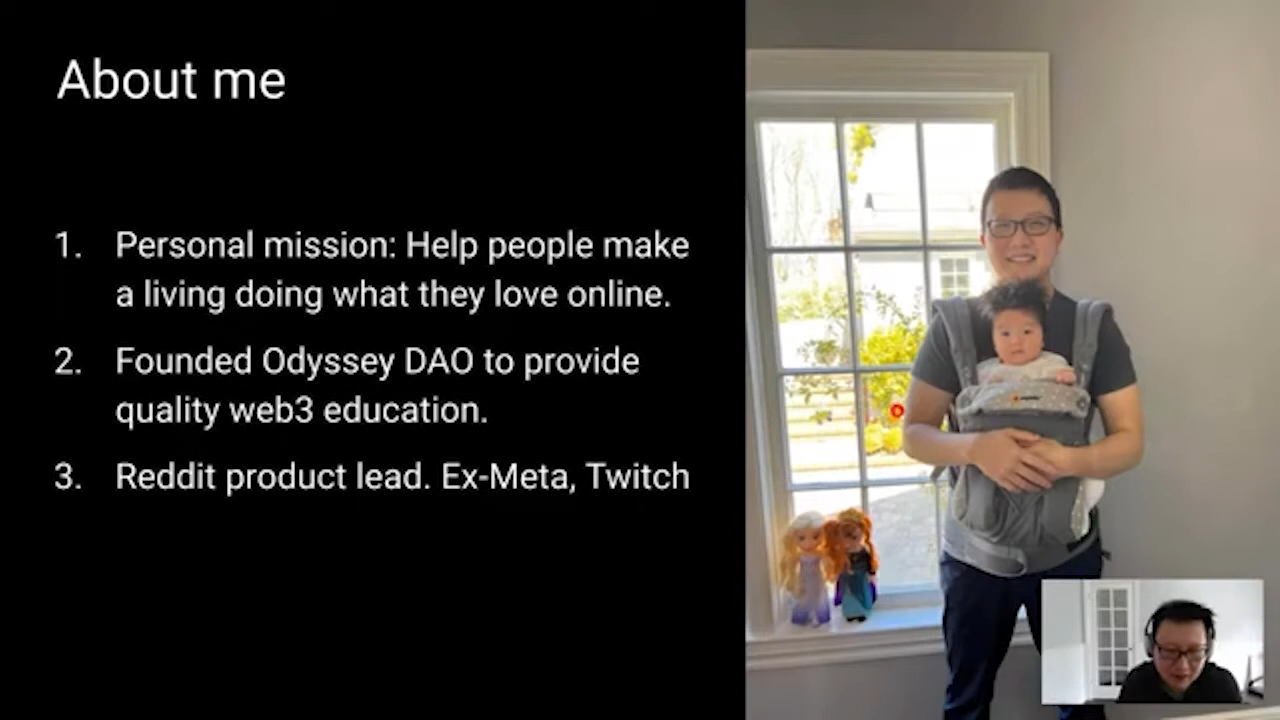 About me
1. Personal mission: Help people make
a living doing what they love online.
2. Founded Odyssey DAO to provide
quality web3 education.
3. Reddit product lead. Ex-Meta, Twitch